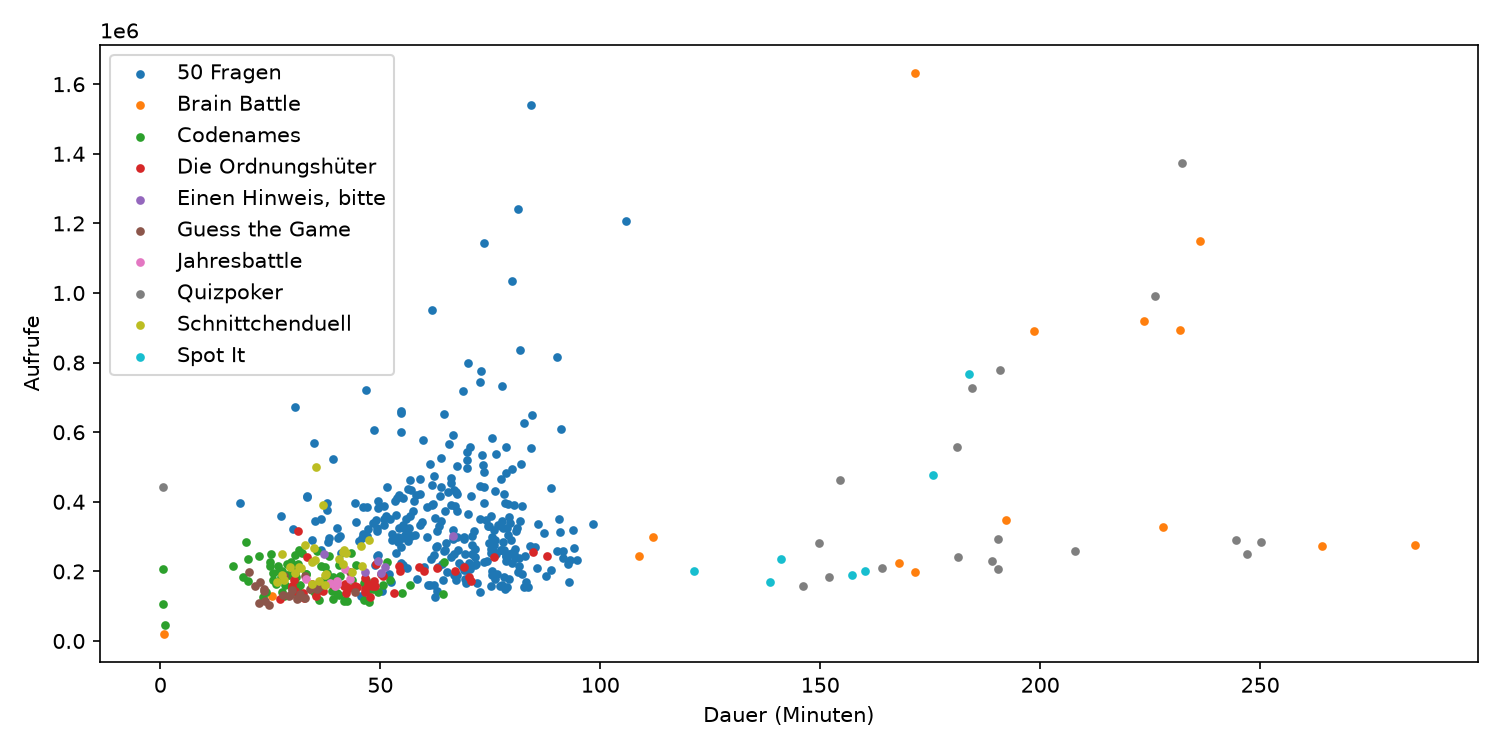 1e6
1.6
1.4
1.2
1.0
0.8
0.6
0.4
0.2
0.0
Aufrufe
50 Fragen
Brain Battle
Codenames
Die Ordnungshüter
Einen Hinweis, bitte
Guess the Game
Jahresbattle
Quizpoker
Schnittchenduell
Spot It
0 50 100 150 200 250
Dauer (Minuten)